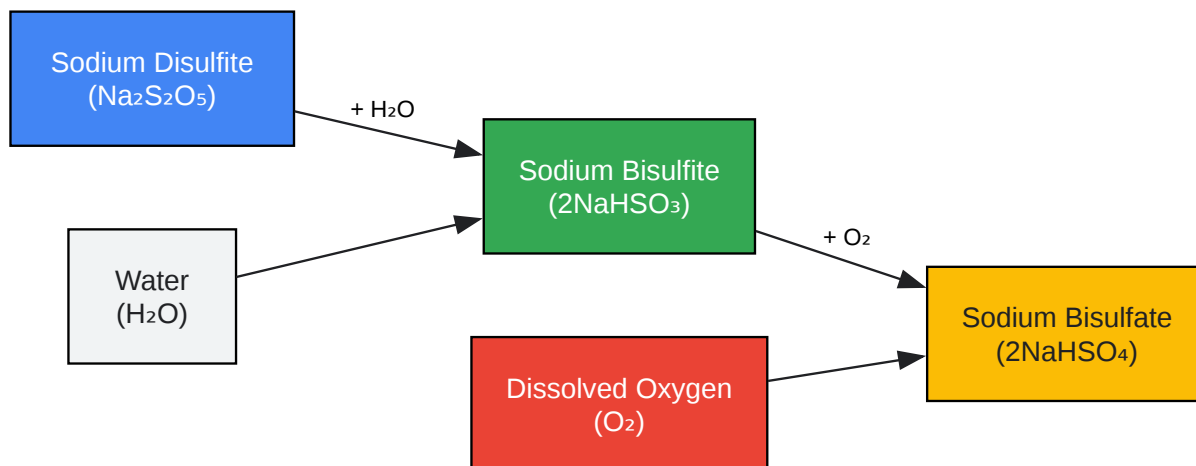 Sodium Disulfite
(Na₂S₂O₅)
+ H₂O
Sodium Bisulfite
(2NaHSO₃)
Water
(H₂O)
+ O₂
Sodium Bisulfate
(2NaHSO₄)
Dissolved Oxygen
(O₂)